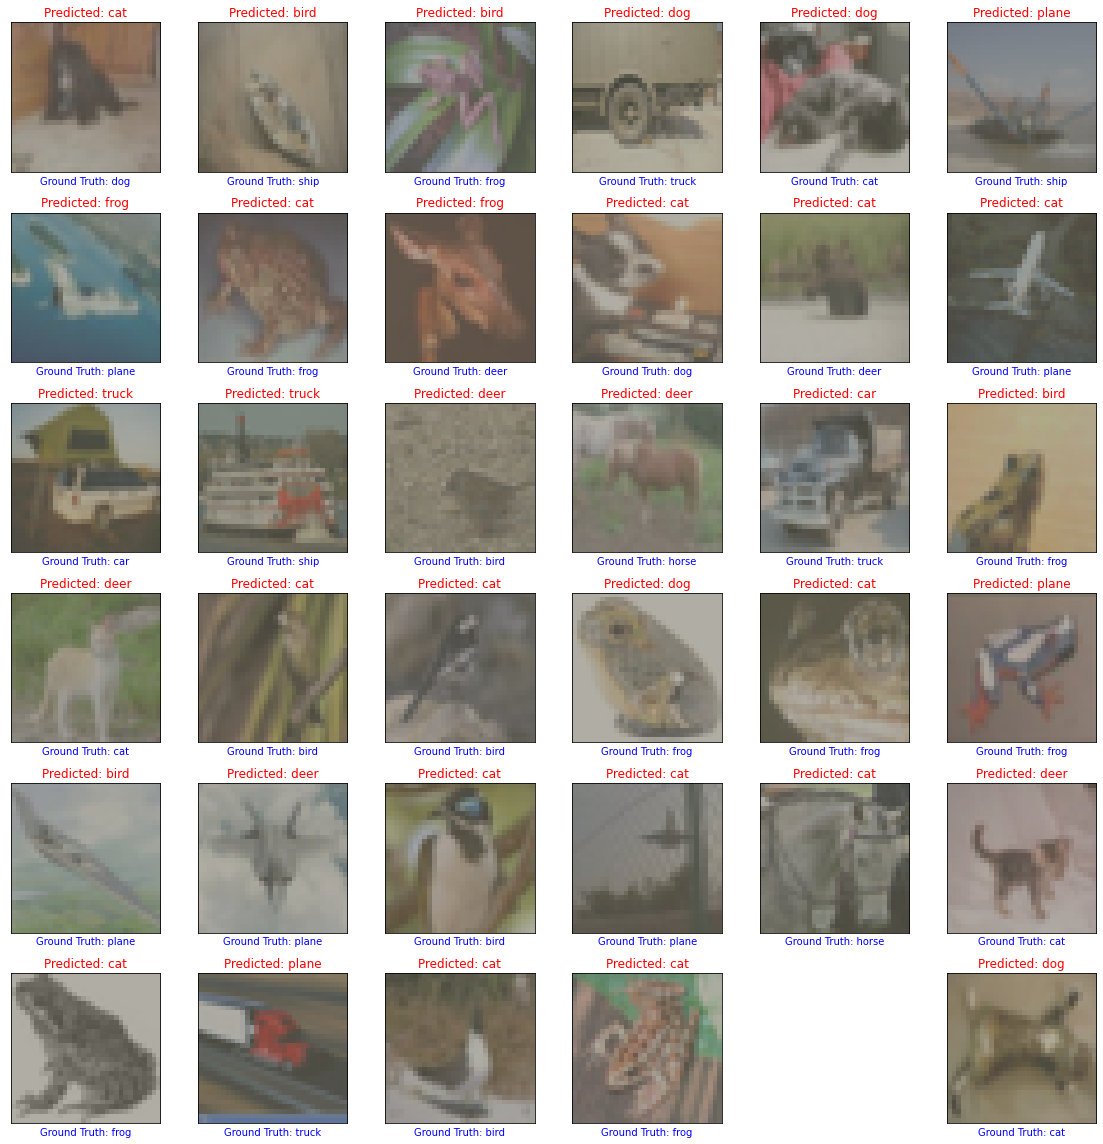 Predicted: cat Predicted: bird Predicted: bird Predicted: dog Predicted: dog Predicted: plane
Ground Truth: dog Ground Truth: ship Ground Truth: frog Ground Truth: truck Ground Truth: cat Ground Truth: ship
Predicted: frog Predicted: cat Predicted: frog Predicted: cat Predicted: cat Predicted: cat
Ground Truth: plane Ground Truth: frog Ground Truth: deer Ground Truth: dog Ground Truth: deer Ground Truth: plane
Predicted: truck Predicted: truck Predicted: deer Predicted: deer Predicted: car Predicted: bird
Ground Truth: car Ground Truth: ship Ground Truth: bird Ground Truth: horse Ground Truth: truck Ground Truth: frog
Predicted: deer Predicted: cat Predicted: cat Predicted: dog Predicted: cat Predicted: plane
Ground Truth: cat Ground Truth: bird Ground Truth: bird Ground Truth: frog Ground Truth: frog Ground Truth: frog
Predicted: bird Predicted: deer Predicted: cat Predicted: cat Predicted: cat Predicted: deer
Ground Truth: plane Ground Truth: plane Ground Truth: bird Ground Truth: plane Ground Truth: horse Ground Truth: cat
Predicted: cat Predicted: plane Predicted: cat Predicted: cat Predicted: dog
Ground Truth: frog Ground Truth: truck Ground Truth: bird Ground Truth: frog Ground Truth: cat